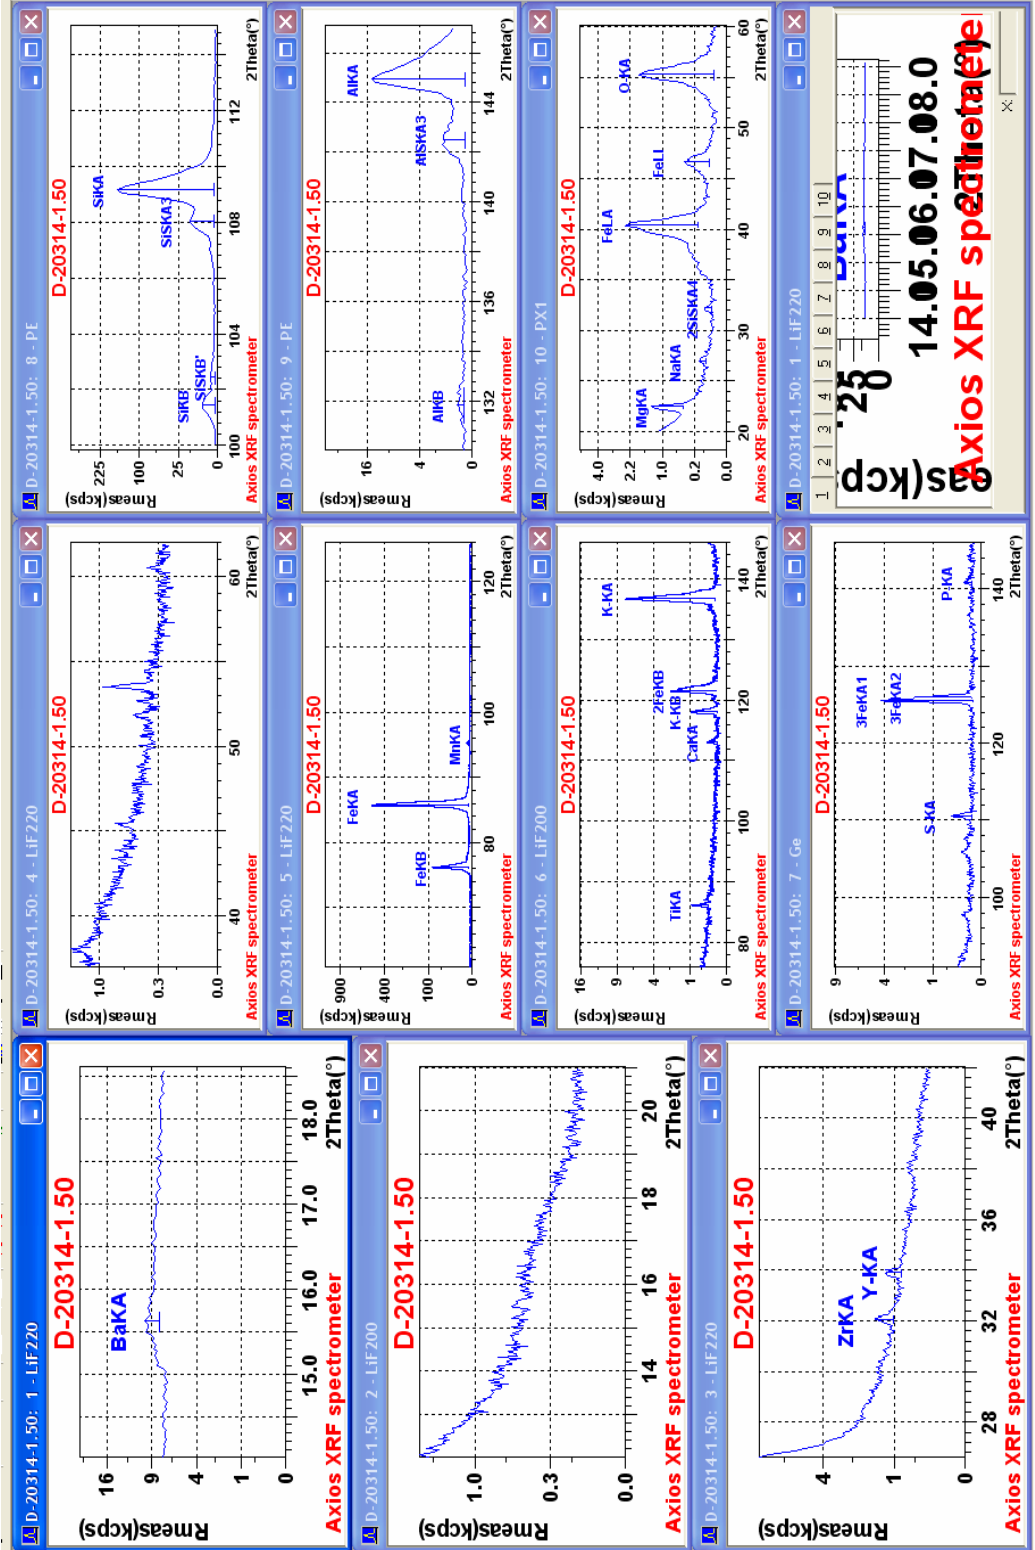 D-20314-1.50: 1 - LiF220
D-20314-1.50
Rmeas(kcps)
16
9
4
1
0
BaKA
15.0 16.0 17.0 18.0
2Theta(°)
Axios XRF spectrometer
D-20314-1.50: 2 - LiF200
D-20314-1.50
Rmeas(kcps)
1.0
0.3
0.0
14 16 18 20
2Theta(°)
Axios XRF spectrometer
D-20314-1.50: 3 - LiF220
D-20314-1.50
Rmeas(kcps)
4
1
0
ZrKA
Y-KA
28 32 36 40
2Theta(°)
Axios XRF spectrometer
D-20314-1.50: 4 - LiF220
D-20314-1.50
Rmeas(kcps)
1.0
0.3
0.0
40 50 60
2Theta(°)
Axios XRF spectrometer
D-20314-1.50: 5 - LiF220
D-20314-1.50
Rmeas(kcps)
900
400
100
0
FeKB
FeKA
MnKA
80 100 120
2Theta(°)
Axios XRF spectrometer
D-20314-1.50: 6 - LiF200
D-20314-1.50
Rmeas(kcps)
16
9
4
1
0
TiKA
CaKA
K-KB
2FeKB
K-KA
80 100 120 140
2Theta(°)
Axios XRF spectrometer
D-20314-1.50: 7 - Ge
D-20314-1.50
Rmeas(kcps)
9
4
1
0
S-KA
3FeKA1
3FeKA2
P-KA
100 120 140
2Theta(°)
Axios XRF spectrometer
D-20314-1.50: 8 - PE
D-20314-1.50
Rmeas(kcps)
225
100
25
0
SiKB
SiSKB'
SiSKA3
SiKA
100 104 108 112
2Theta(°)
Axios XRF spectrometer
D-20314-1.50: 9 - PE
D-20314-1.50
Rmeas(kcps)
16
4
0
AlKB
AlSKA3
AlKA
132 136 140 144
2Theta(°)
Axios XRF spectrometer
D-20314-1.50: 10 - PX1
D-20314-1.50
Rmeas(kcps)
4.0
2.2
1.0
0.2
0.0
MgKA
NaKA
2SiSKA4
FeLA
FeLL
O-KA
20 30 40 50 60
2Theta(°)
Axios XRF spectrometer
D-20314-1.50: 1 - LiF220
1 2 3 4 5 6 7 8 9 10
BaKA
25
0
eas(kcps
14.05.06.07.08.0
2Theta(°)
Axios XRF spectromete
X: